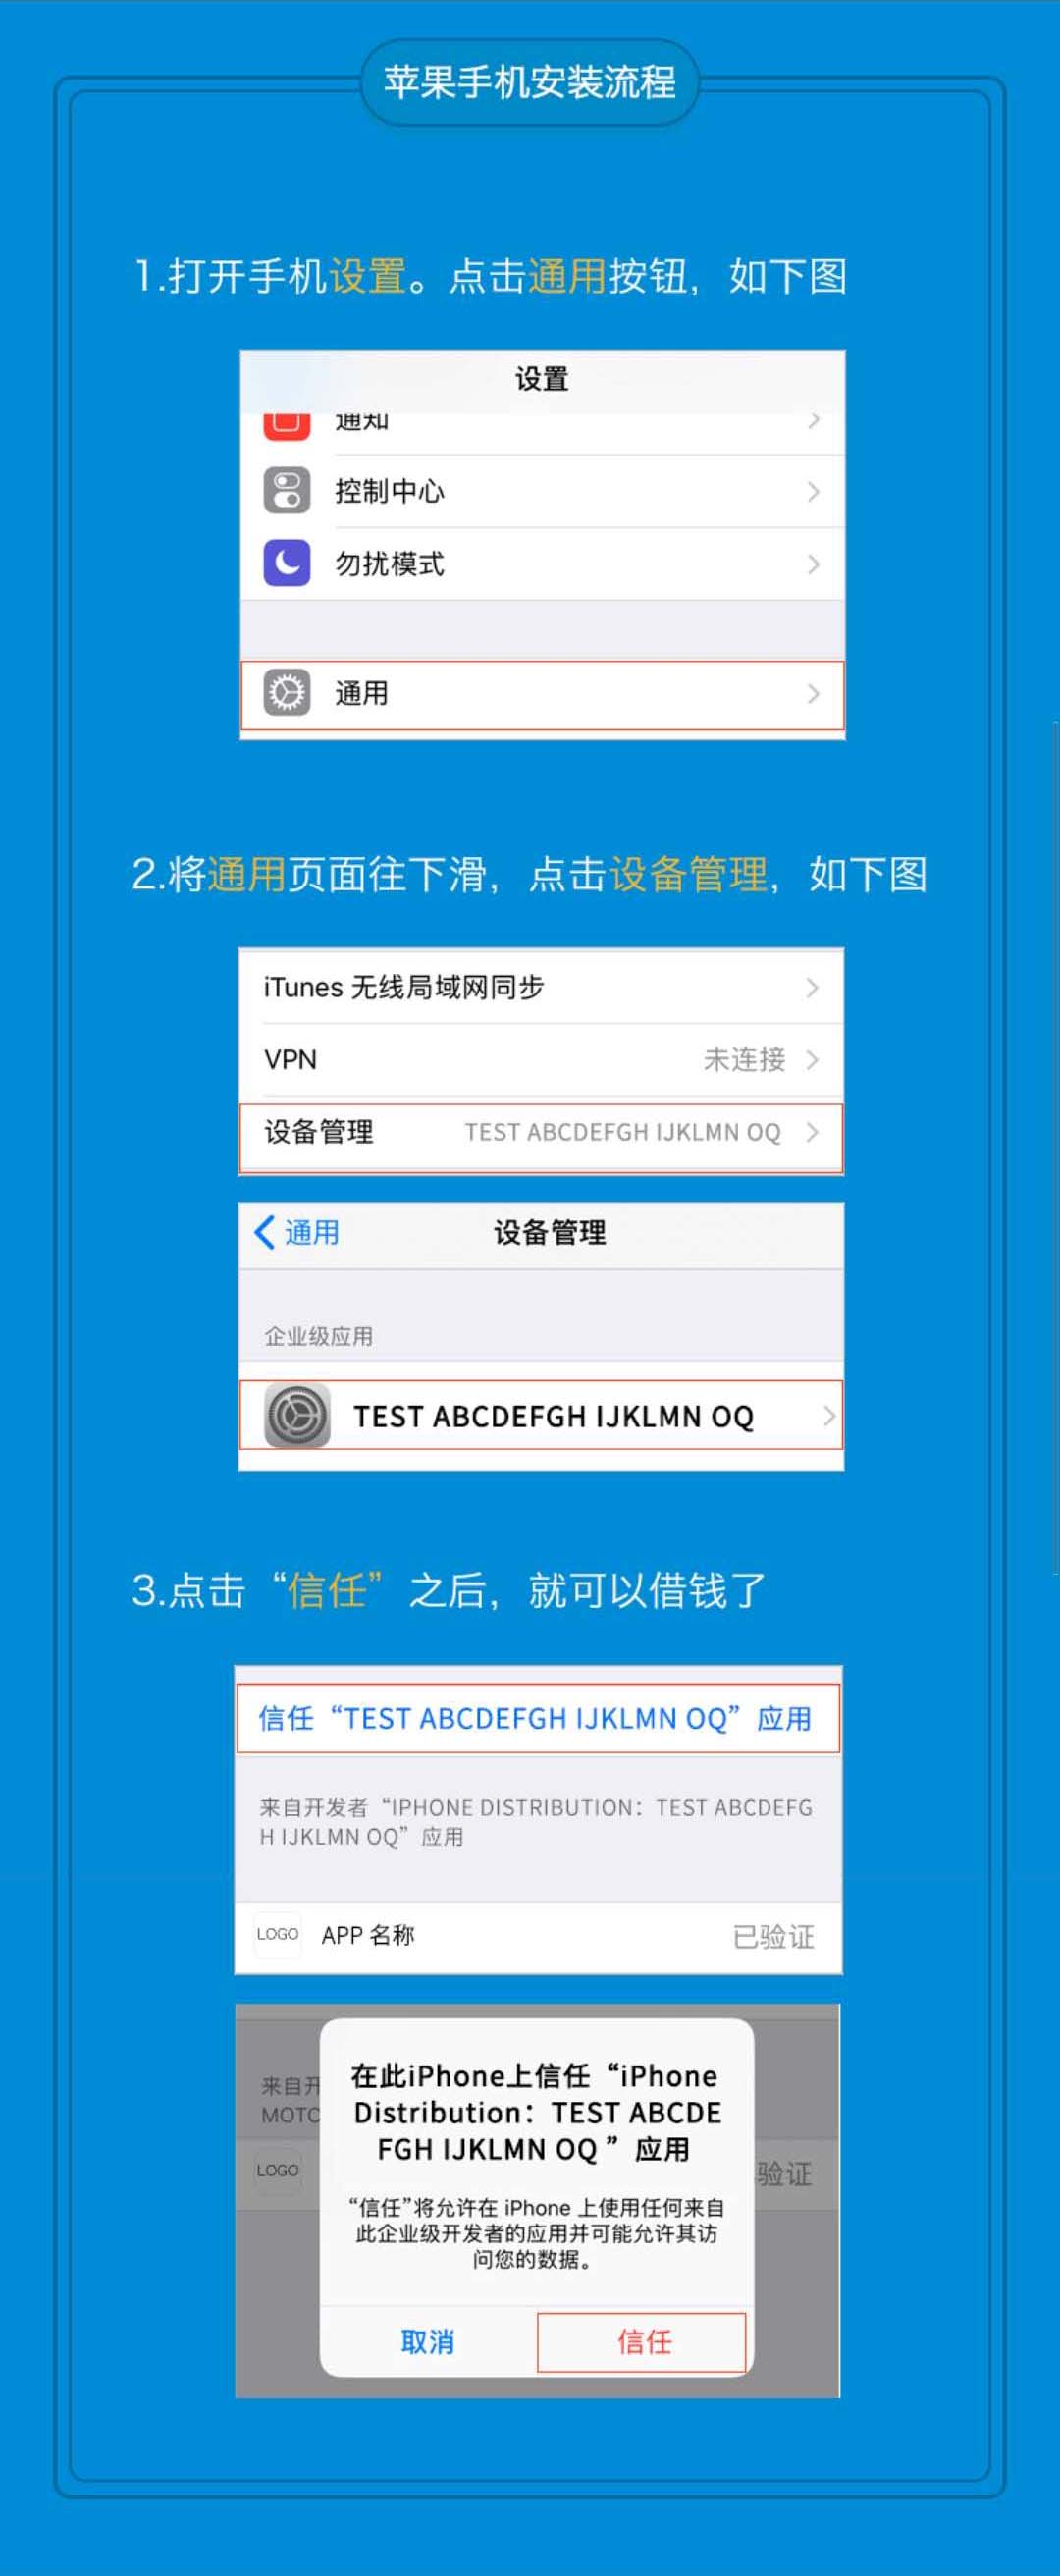 苹果手机安装流程
1.打开手机设置。点击通用按钮，如下图
设置
通知
控制中心
勿扰模式
通用
2.将通用页面往下滑，点击设备管理，如下图
iTunes 无线局域网同步
VPN 未连接
设备管理 TEST ABCDEFGH IJKLMN OQ
通用 设备管理
企业级应用
TEST ABCDEFGH IJKLMN OQ
3.点击“信任”之后，就可以借钱了
信任“TEST ABCDEFGH IJKLMN OQ”应用
来自开发者“IPHONE DISTRIBUTION：TEST ABCDEFG
H IJKLMN OQ”应用
LOGO APP 名称 已验证
在此iPhone上信任“iPhone
Distribution：TEST ABCDE
FGH IJKLMN OQ ”应用
来自开
MOTO
LOGO 验证
“信任”将允许在 iPhone 上使用任何来自
此企业级开发者的应用并可能允许其访
问您的数据。
取消 信任